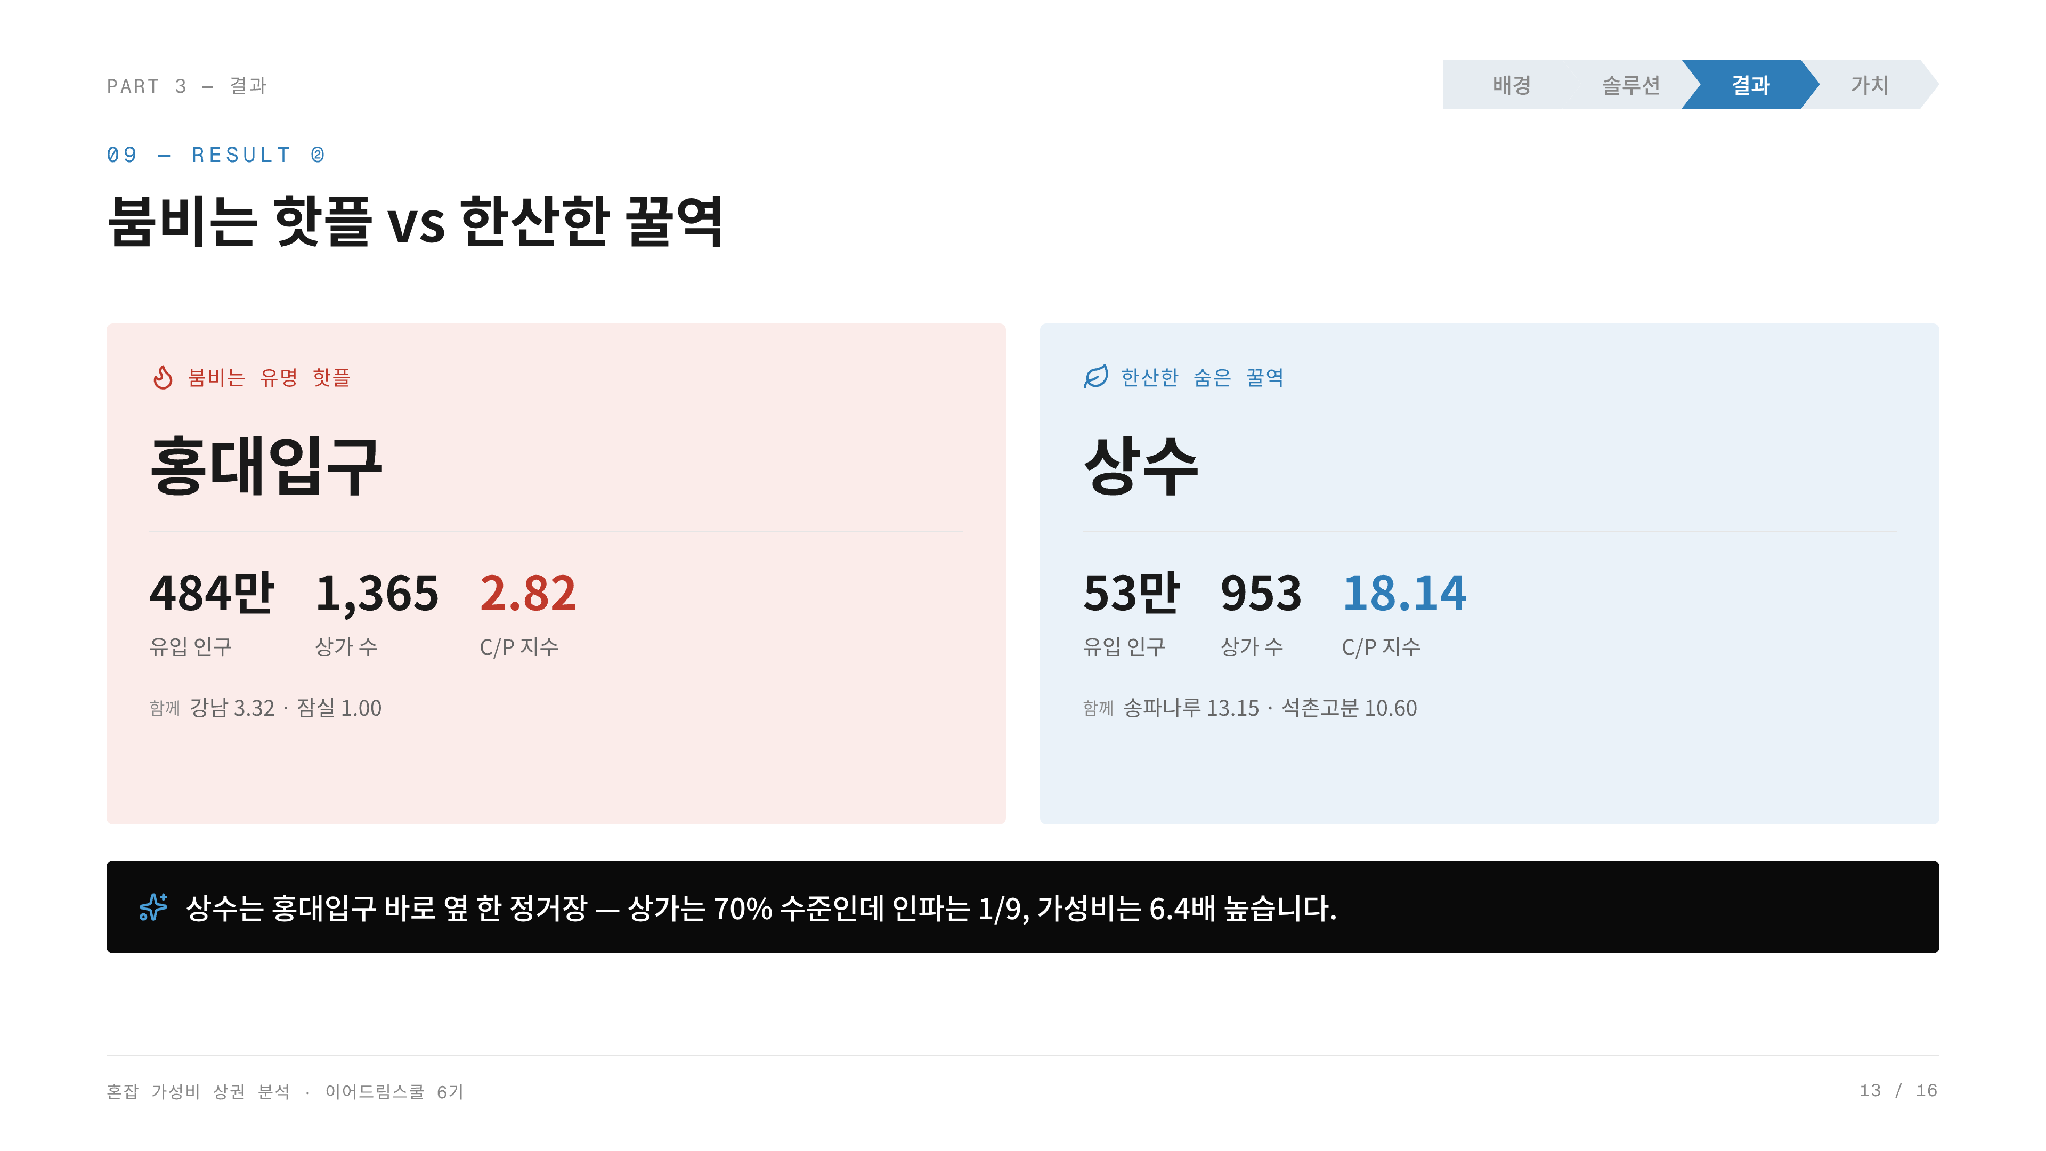 PART 3 — 결과
배경 솔루션 결과 가치
09 — RESULT ②
붐비는 핫플 vs 한산한 꿀역
붐비는 유명 핫플
홍대입구
484만 1,365 2.82
유입 인구 상가 수 C/P 지수
함께 강남 3.32 · 잠실 1.00
한산한 숨은 꿀역
상수
53만 953 18.14
유입 인구 상가 수 C/P 지수
함께 송파나루 13.15 · 석촌고분 10.60
상수는 홍대입구 바로 옆 한 정거장 — 상가는 70% 수준인데 인파는 1/9, 가성비는 6.4배 높습니다.
혼잡 가성비 상권 분석 · 이어드림스쿨 6기
13 / 16